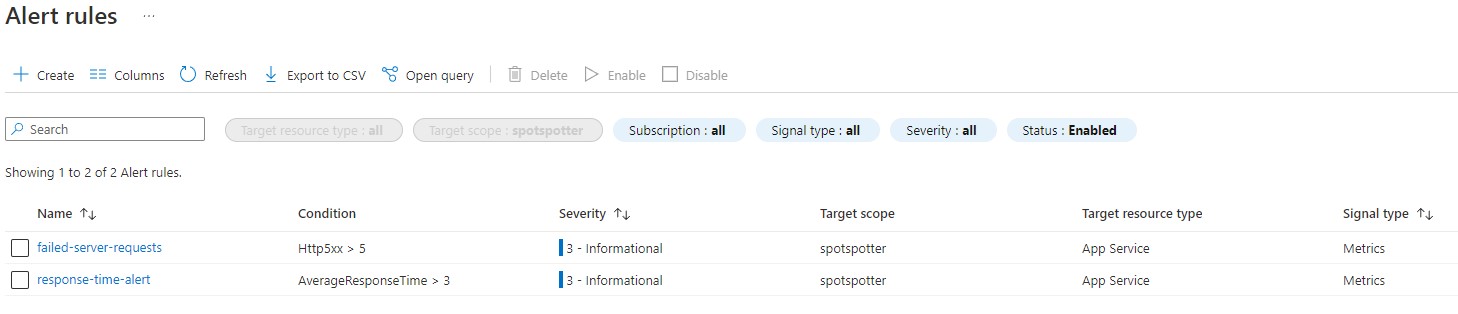 Alert rules ...
Create Columns Refresh Export to CSV Open query Delete Enable Disable
Search Target resource type : all Target scope : spotspotter Subscription : all Signal type : all Severity : all Status : Enabled
Showing 1 to 2 of 2 Alert rules.
Name ↑↓ Condition Severity ↑↓ Target scope Target resource type Signal type ↑↓
failed-server-requests Http5xx > 5 3 - Informational spotspotter App Service Metrics
response-time-alert AverageResponseTime > 3 3 - Informational spotspotter App Service Metrics